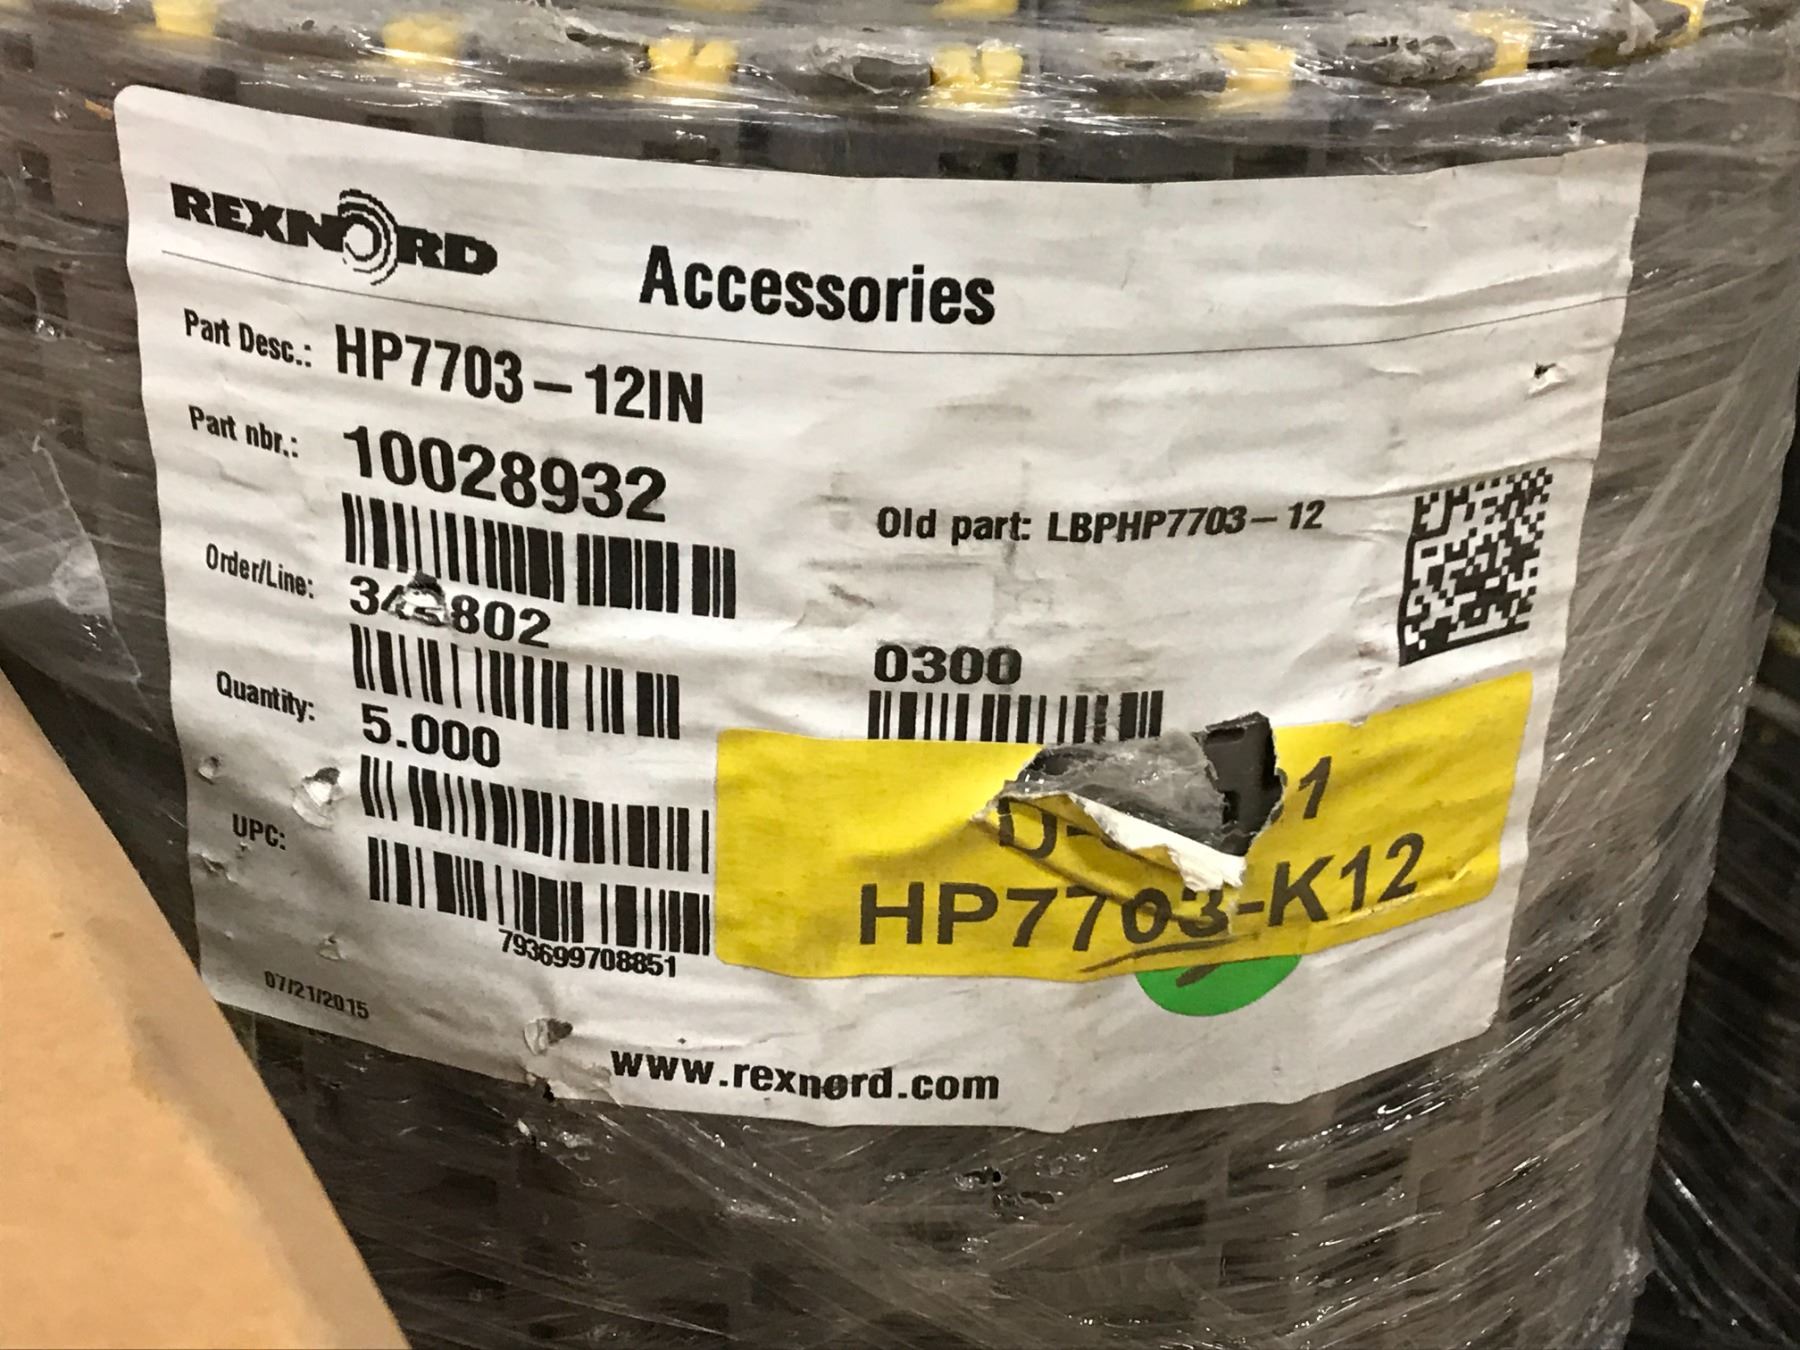 REXNORD
Accessories
Part Desc.: HP7703-12IN
Part nbr.: 10028932
Old part: LBPHP7703-12
Order/Line:
0300
Quantity: 5.000
UPC:
793699708851
HP7703-K12
07/21/2015
www.rexnord.com